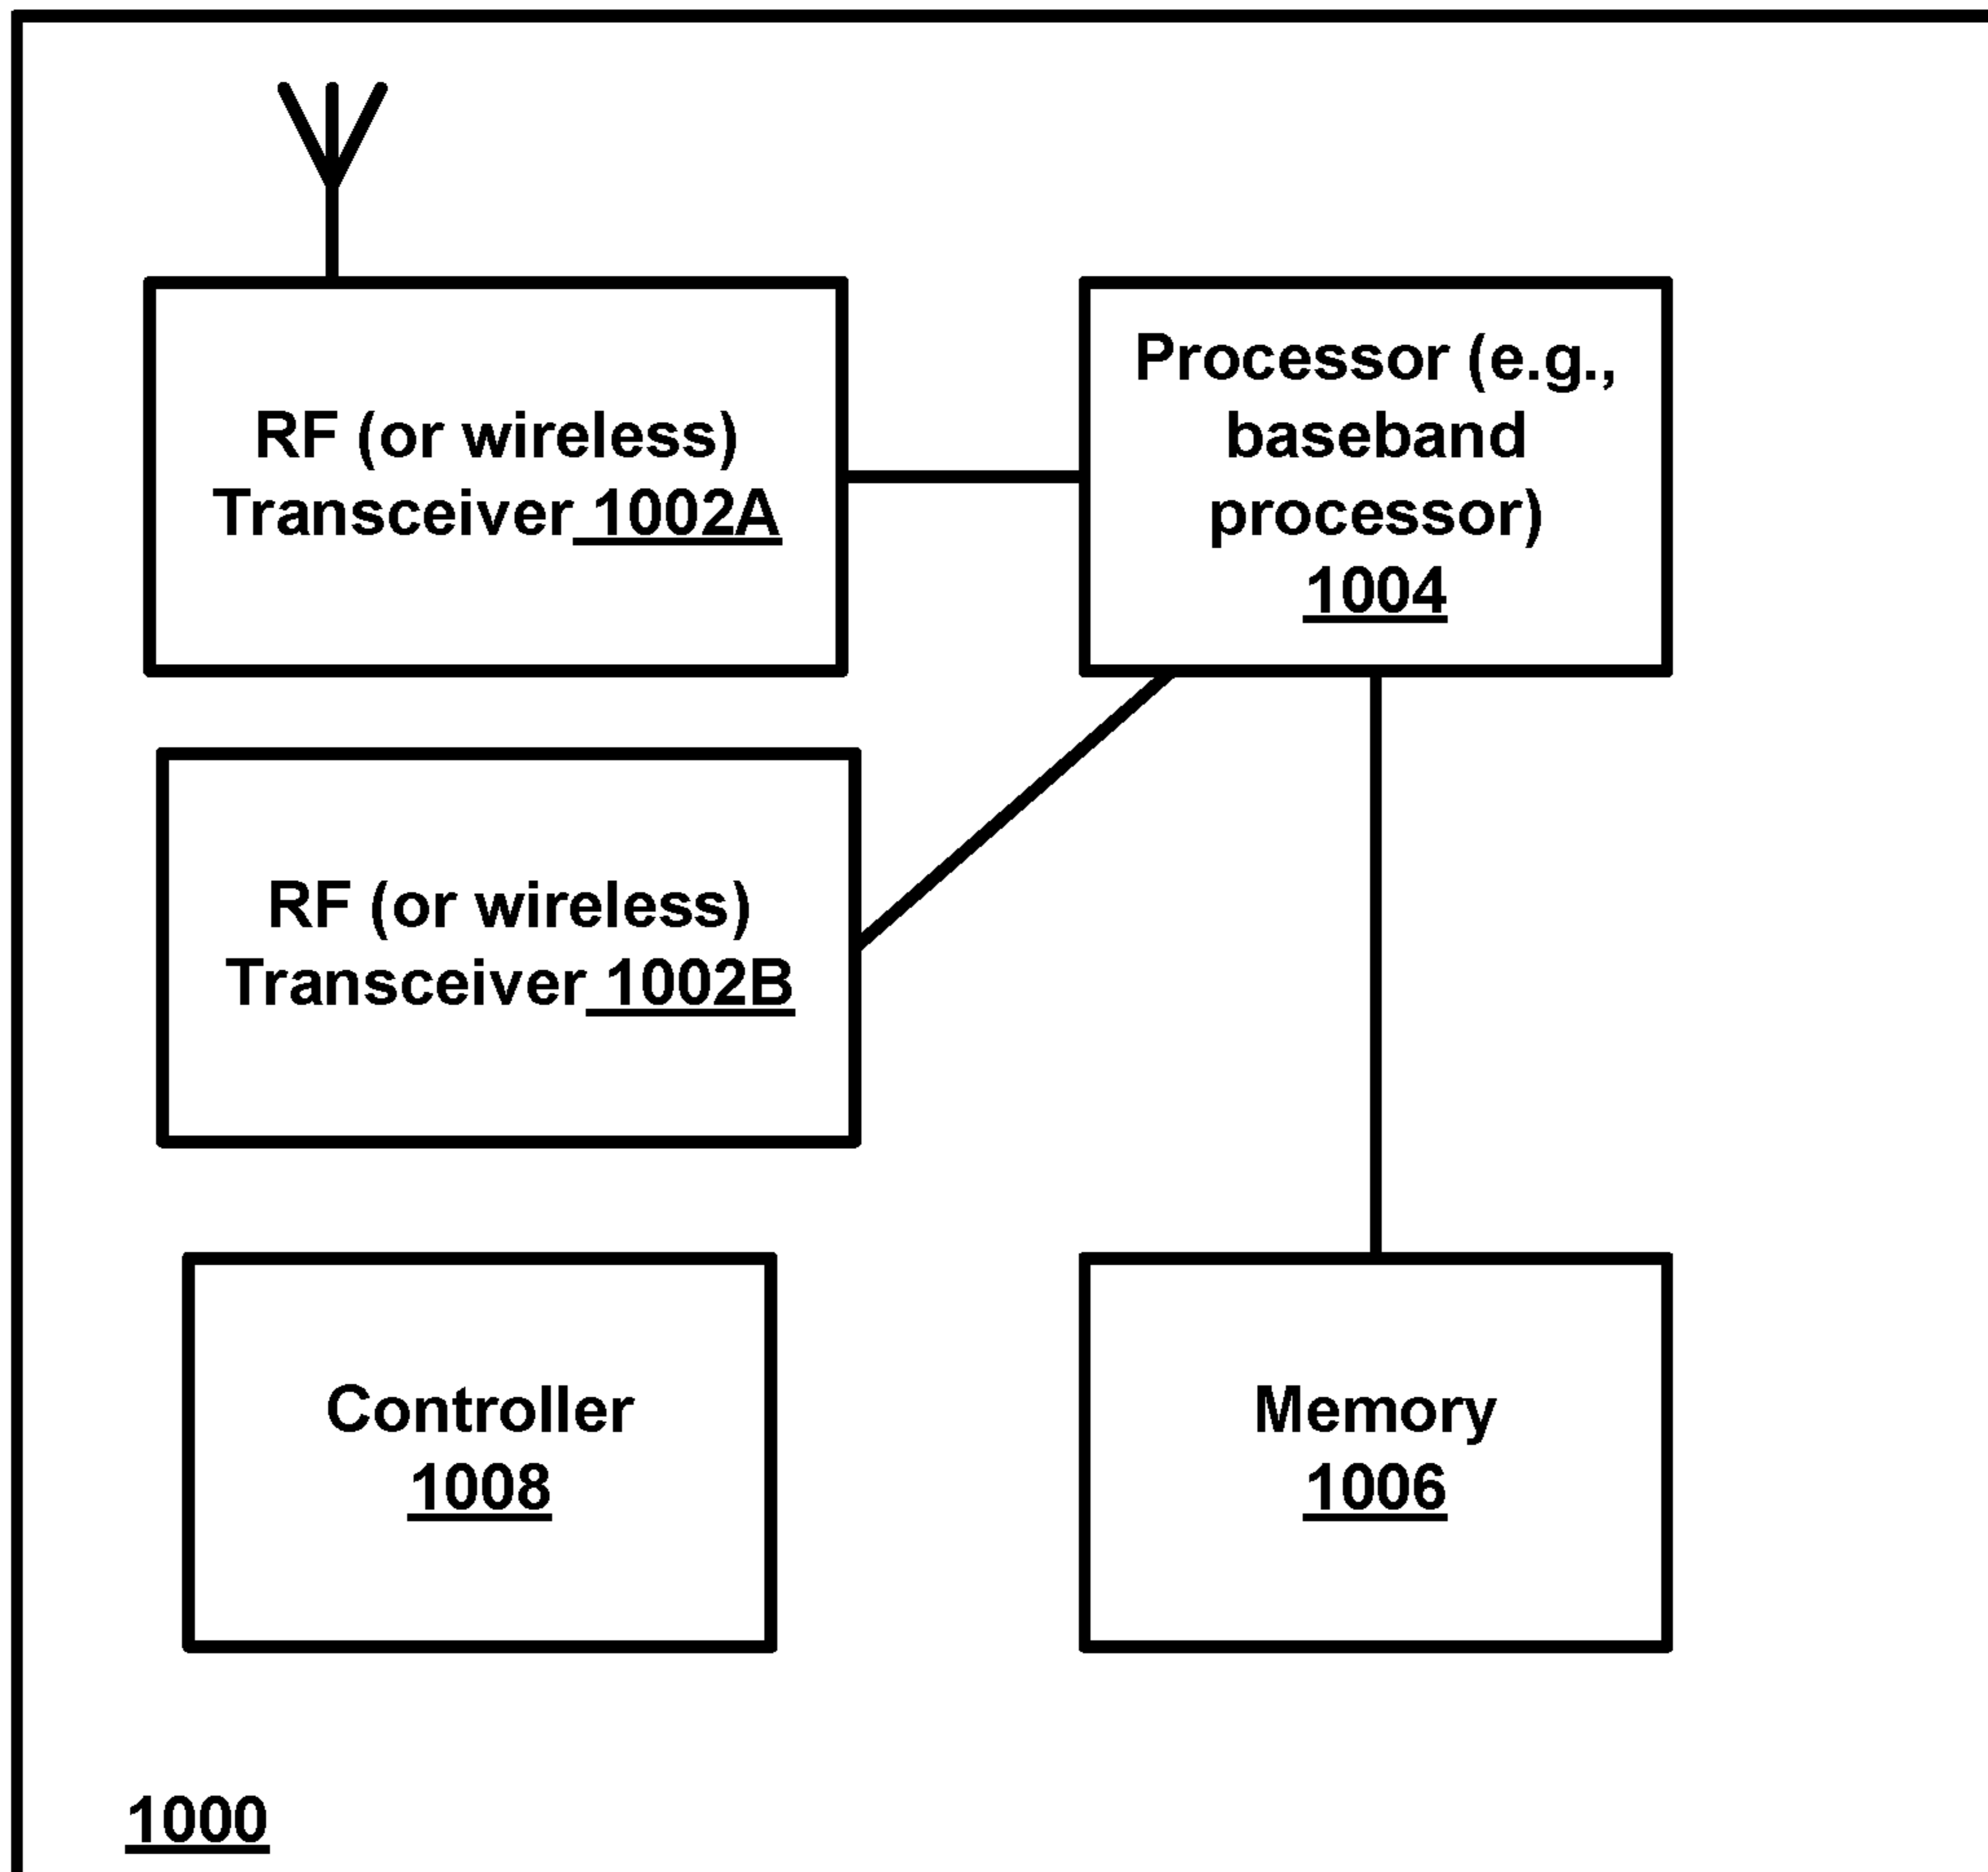 RF (or wireless)
Transceiver 1002A
Processor (e.g.,
baseband
processor)
1004
RF (or wireless)
Transceiver 1002B
Controller
1008
Memory
1006
1000